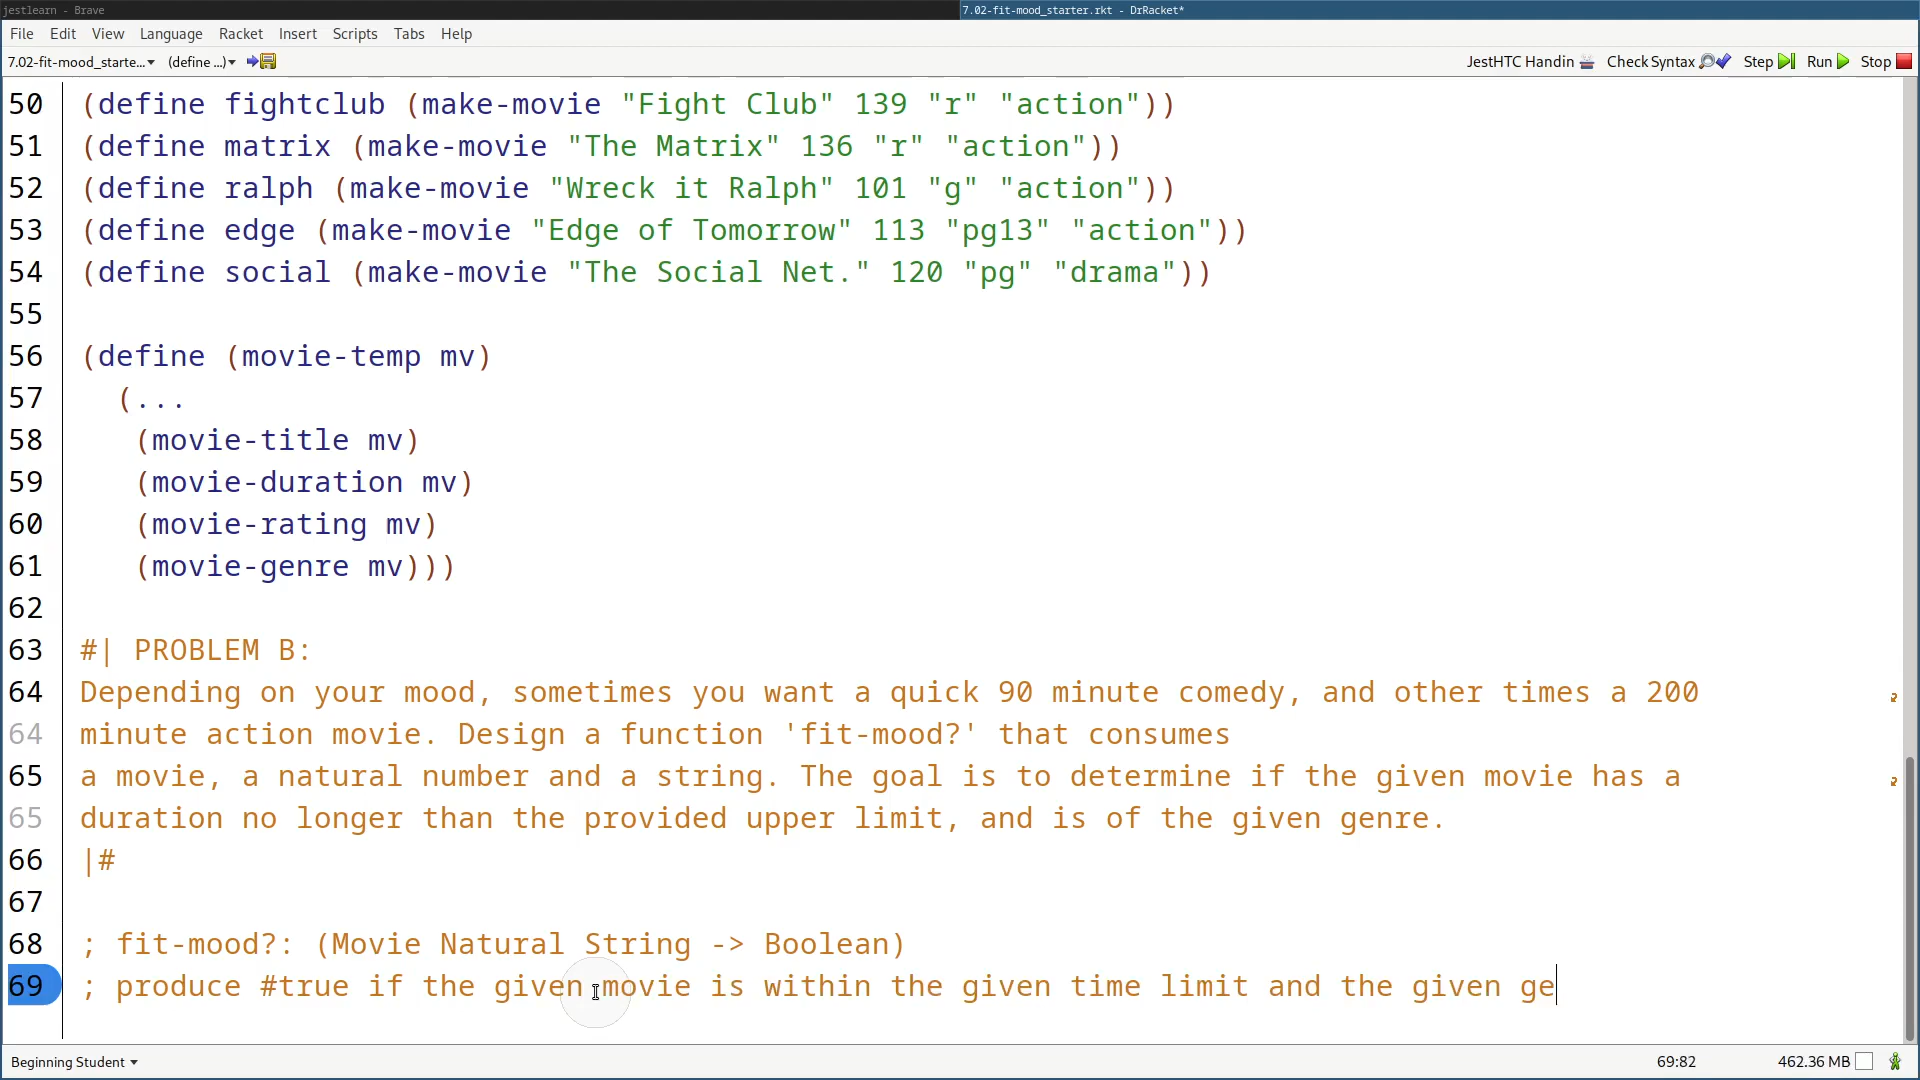 jestlearn - Brave
7.02-fit-mood_starter.rkt - DrRacket*
File Edit View Language Racket Insert Scripts Tabs Help
7.02-fit-mood_starte... (define ...) JestHTC Handin Check Syntax Step Run Stop
50 (define fightclub (make-movie "Fight Club" 139 "r" "action"))
51 (define matrix (make-movie "The Matrix" 136 "r" "action"))
52 (define ralph (make-movie "Wreck it Ralph" 101 "g" "action"))
53 (define edge (make-movie "Edge of Tomorrow" 113 "pg13" "action"))
54 (define social (make-movie "The Social Net." 120 "pg" "drama"))
55
56 (define (movie-temp mv)
57 (...
58 (movie-title mv)
59 (movie-duration mv)
60 (movie-rating mv)
61 (movie-genre mv)))
62
63 #| PROBLEM B:
64 Depending on your mood, sometimes you want a quick 90 minute comedy, and other times a 200
64 minute action movie. Design a function 'fit-mood?' that consumes
65 a movie, a natural number and a string. The goal is to determine if the given movie has a
65 duration no longer than the provided upper limit, and is of the given genre.
66 |#
67
68 ; fit-mood?: (Movie Natural String -> Boolean)
69 ; produce #true if the given movie is within the given time limit and the given ge
Beginning Student 69:82 462.36 MB